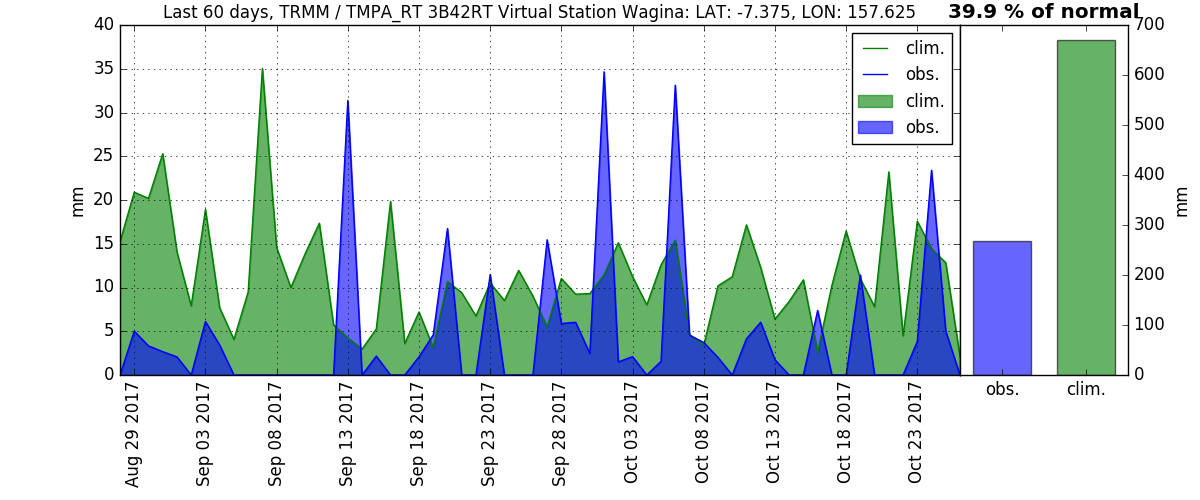 Last 60 days, TRMM / TMPA_RT 3B42RT Virtual Station Wagina: LAT: -7.375, LON: 157.625
39.9 % of normal
mm
40
35
30
25
20
15
10
5
0
clim.
obs.
clim.
obs.
Aug 29 2017
Sep 03 2017
Sep 08 2017
Sep 13 2017
Sep 18 2017
Sep 23 2017
Sep 28 2017
Oct 03 2017
Oct 08 2017
Oct 13 2017
Oct 18 2017
Oct 23 2017
obs.
clim.
700
600
500
400
300
200
100
0
mm